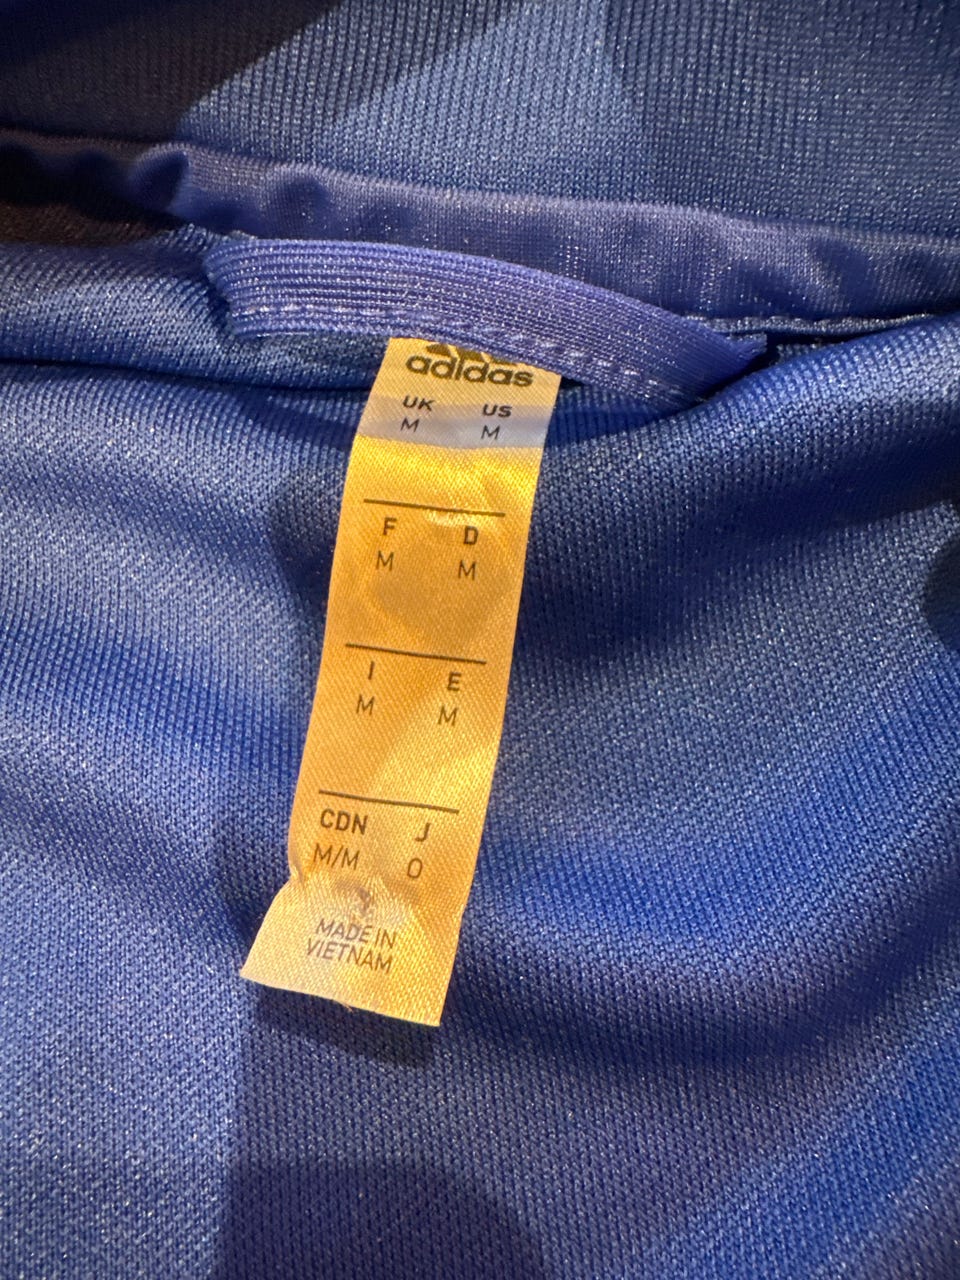 adidas
UK US
M M
F D
M M
I E
M M
CDN J
M/M O
MADE IN
VIETNAM